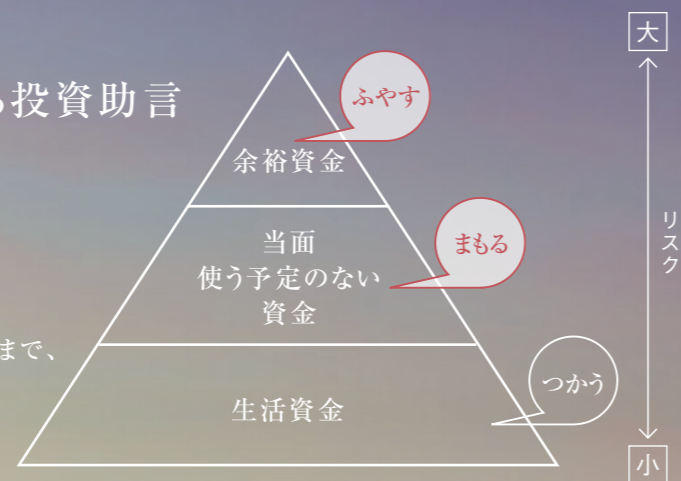 投資助言
まで、
大
リスク
小
ふやす
余裕資金
まもる
当面
使う予定のない
資金
つかう
生活資金